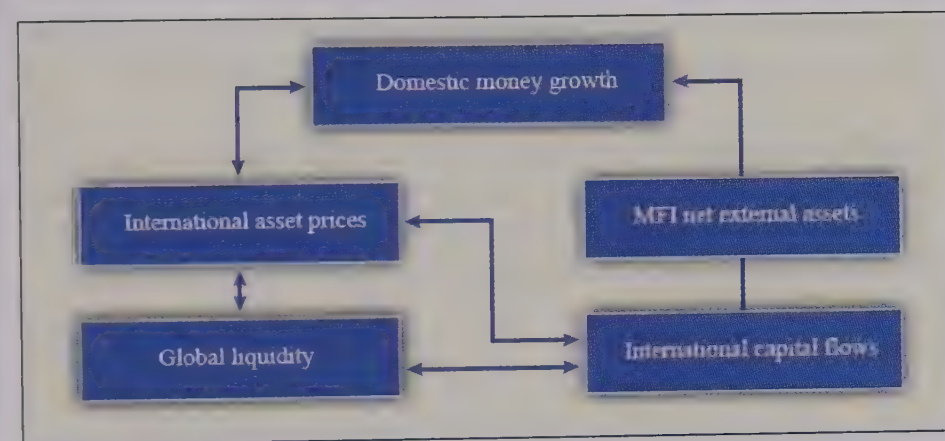 Domestic money growth
International asset prices
MFI net external assets
Global liquidity
International capital flows